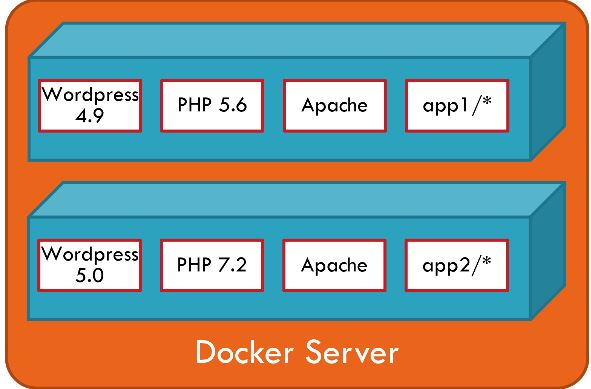 Wordpress
4.9
PHP 5.6
Apache
app1/*
Wordpress
5.0
PHP 7.2
Apache
app2/*
Docker Server